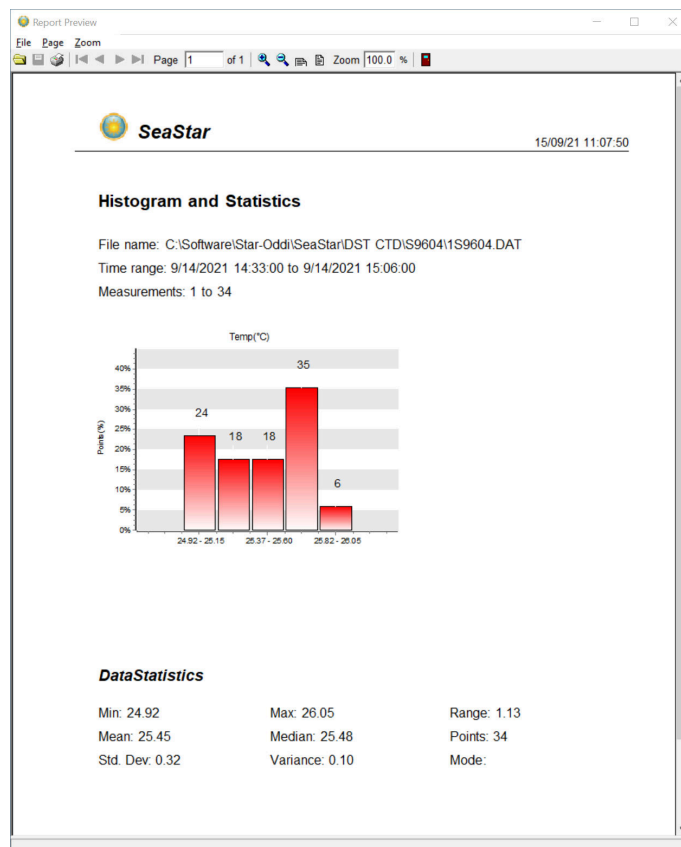 Report Preview
File Page Zoom
Page 1 of 1 Zoom 100.0 %
SeaStar
15/09/21 11:07:50
Histogram and Statistics
File name: C:\Software\Star-Oddi\SeaStar\DST CTD\S9604\1S9604.DAT
Time range: 9/14/2021 14:33:00 to 9/14/2021 15:06:00
Measurements: 1 to 34
Temp(°C)
Points(%)
40%
35%
30%
25%
20%
15%
10%
5%
0%
24 18 18 35 6
24.92 - 25.15 25.37 - 25.60 25.82 - 26.05
DataStatistics
Min: 24.92 Max: 26.05 Range: 1.13
Mean: 25.45 Median: 25.48 Points: 34
Std. Dev: 0.32 Variance: 0.10 Mode: